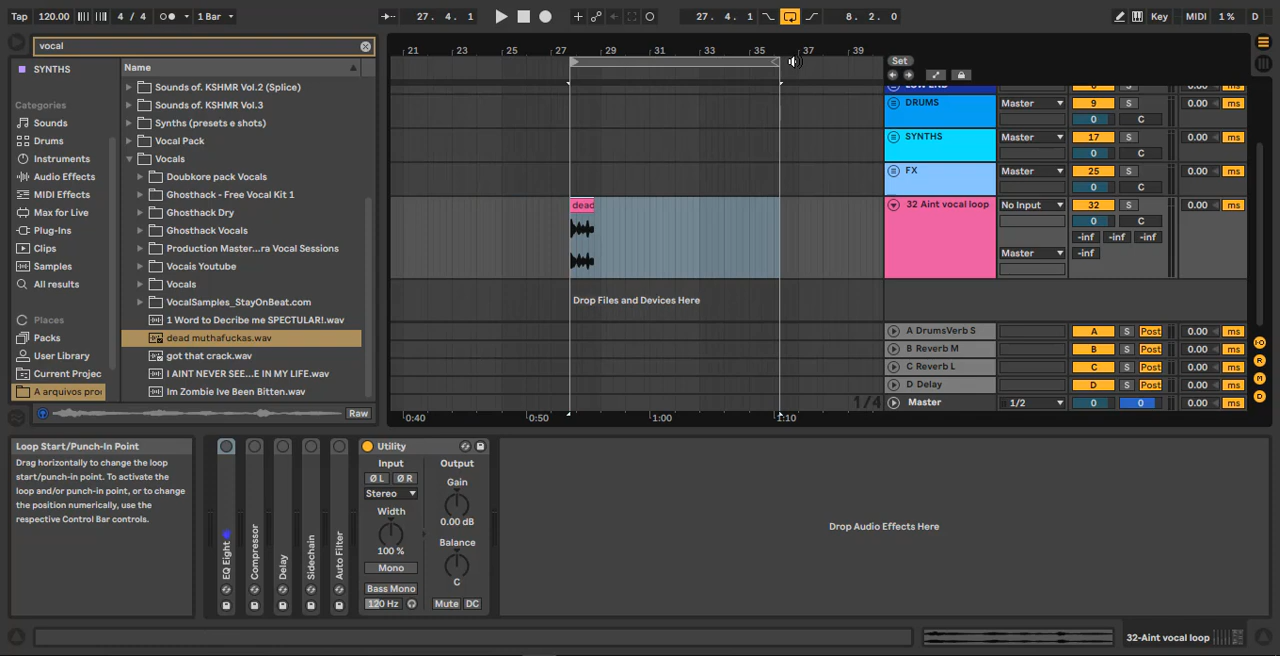 Tap 120.00 4 / 4 1 Bar 27. 4. 1 27. 4. 1 8. 2. 0 Key MIDI 1 % D
vocal
SYNTHS
Categories
Sounds
Drums
Instruments
Audio Effects
MIDI Effects
Max for Live
Plug-Ins
Clips
Samples
All results
Places
Packs
User Library
Current Projec
A arquivos pro
Name
Sounds of. KSHMR Vol.2 (Splice)
Sounds of. KSHMR Vol.3
Synths (presets e shots)
Vocal Pack
Vocals
Doubkore pack Vocals
Ghosthack - Free Vocal Kit 1
Ghosthack Dry
Ghosthack Vocals
Production Master...ra Vocal Sessions
Vocais Youtube
Vocals
VocalSamples_StayOnBeat.com
1 Word to Decribe me SPECTULAR!.wav
dead muthafuckas.wav
got that crack.wav
I AINT NEVER SEE...E IN MY LIFE.wav
Im Zombie Ive Been Bitten.wav
Raw
21 23 25 27 29 31 33 35 37 39
Set
DRUMS Master 9 S 0.00 ms
0 C
SYNTHS Master 17 S 0.00 ms
0 C
FX Master 25 S 0.00 ms
0 C
dead
32 Aint vocal loop No Input 32 S 0.00 ms
0 C
-inf -inf -inf
Master -inf
Drop Files and Devices Here
A DrumsVerb S A S Post 0.00 ms
B Reverb M B S Post 0.00 ms
C Reverb L C S Post 0.00 ms
D Delay D S Post 0.00 ms
1/4
Master 1/2 0 0 0.00 ms
0:40 0:50 1:00 1:10
Loop Start/Punch-In Point
Drag horizontally to change the loop
start/punch-in point. To activate the
loop and/or punch-in point, or to change
the position numerically, use the
respective Control Bar controls.
EQ Eight
Compressor
Delay
Sidechain
Auto Filter
Utility
Input
Ø L Ø R
Stereo
Width
100 %
Mono
Bass Mono
120 Hz
Output
Gain
0.00 dB
Balance
C
Mute DC
Drop Audio Effects Here
32-Aint vocal loop